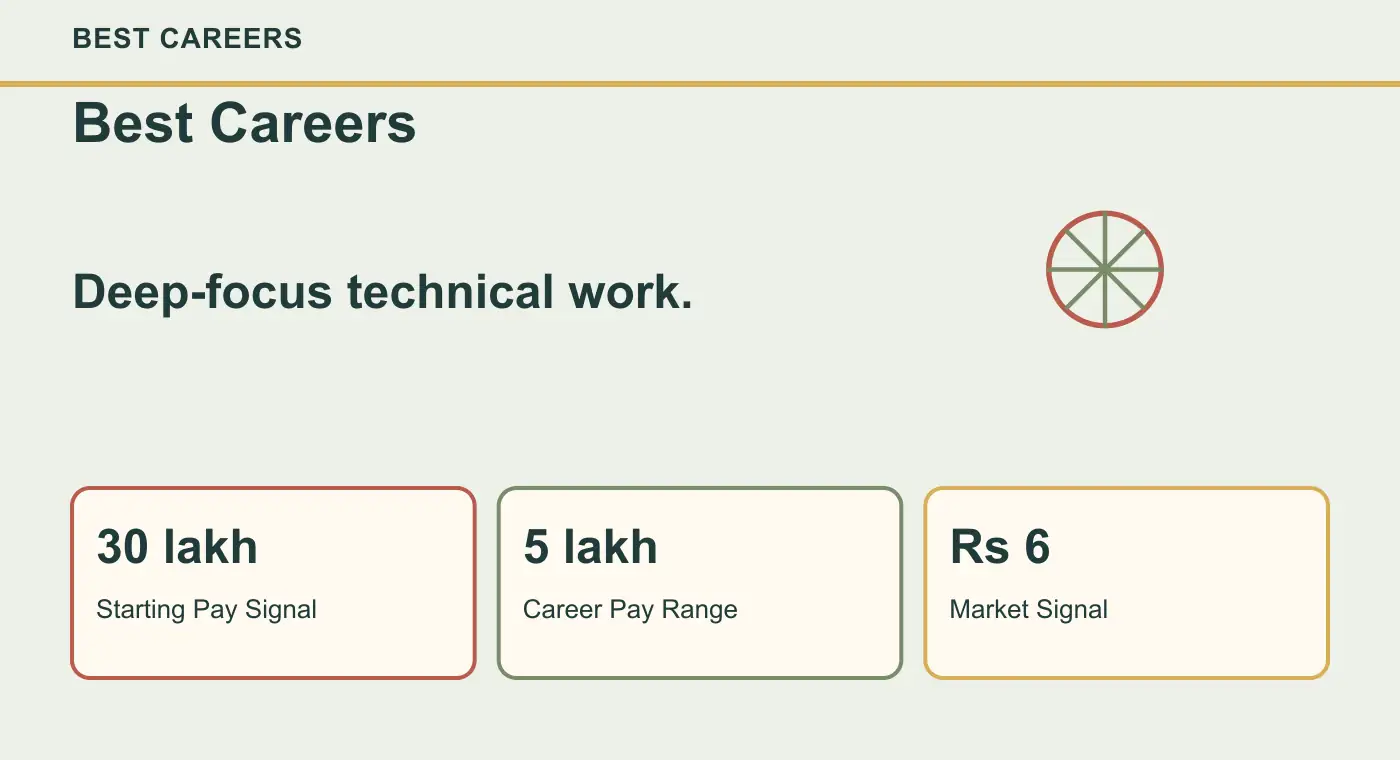 BEST CAREERS
Best Careers
Deep-focus technical work.
30 lakh
Starting Pay Signal
5 lakh
Career Pay Range
Rs 6
Market Signal